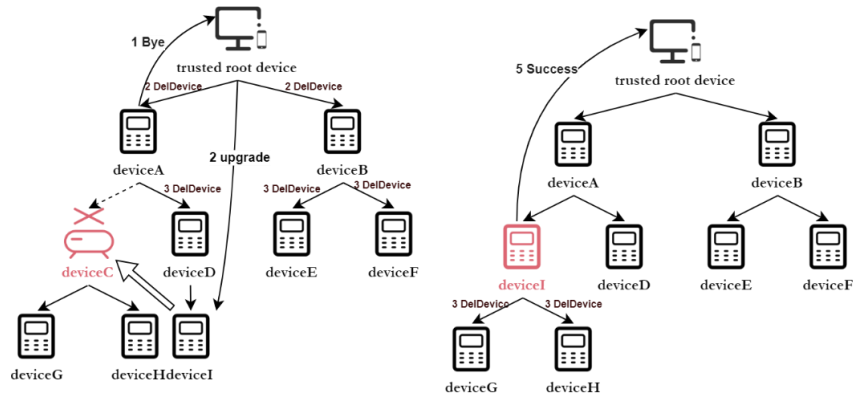 1 Bye
trusted root device
2 DelDevice
2 DelDevice
deviceA
deviceB
2 upgrade
3 DelDevice
3 DelDevice
3 DelDevice
deviceC
deviceD
deviceE
deviceF
deviceG
deviceH
deviceI
5 Success
trusted root device
deviceA
deviceB
deviceI
deviceD
deviceE
deviceF
3 DelDevice
3 DelDevice
deviceG
deviceH